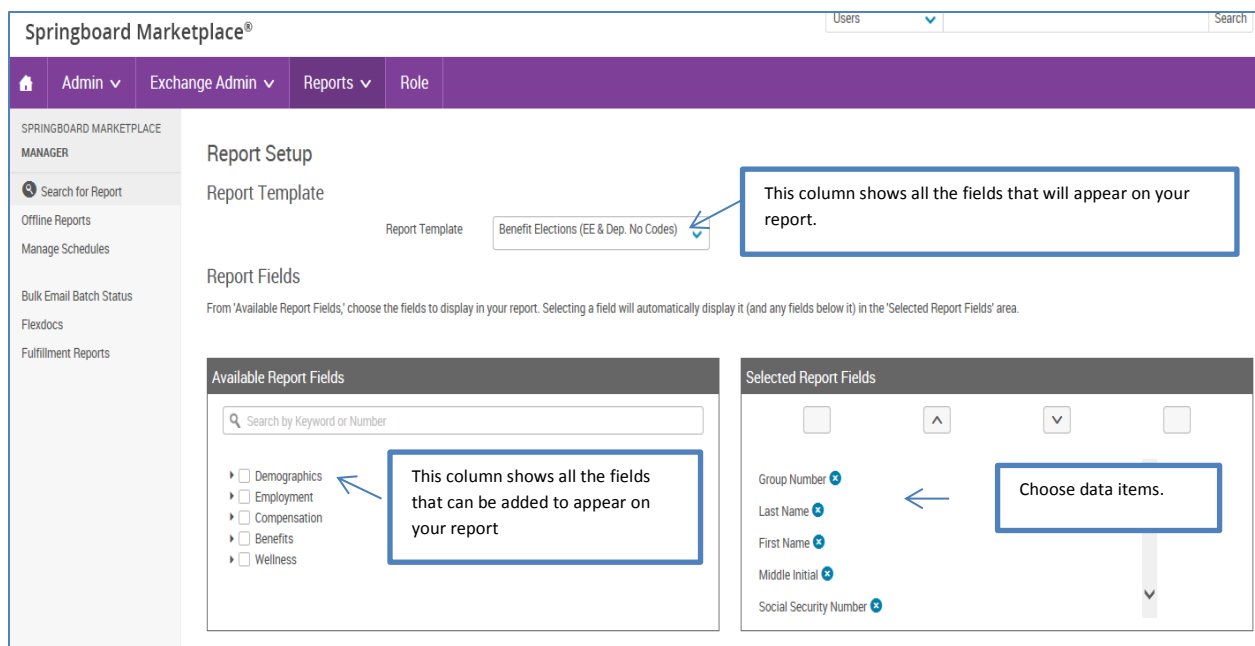 Springboard Marketplace®
Users
Search
Admin
Exchange Admin
Reports
Role
SPRINGBOARD MARKETPLACE
MANAGER
Search for Report
Offline Reports
Manage Schedules
Bulk Email Batch Status
Flexdocs
Fulfillment Reports
Report Setup
Report Template
Report Template
Benefit Elections (EE & Dep. No Codes)
This column shows all the fields that will appear on your
report.
Report Fields
From 'Available Report Fields,' choose the fields to display in your report. Selecting a field will automatically display it (and any fields below it) in the 'Selected Report Fields' area.
Available Report Fields
Search by Keyword or Number
Demographics
Employment
Compensation
Benefits
Wellness
This column shows all the fields
that can be added to appear on
your report
Selected Report Fields
Group Number
Last Name
First Name
Middle Initial
Social Security Number
Choose data items.